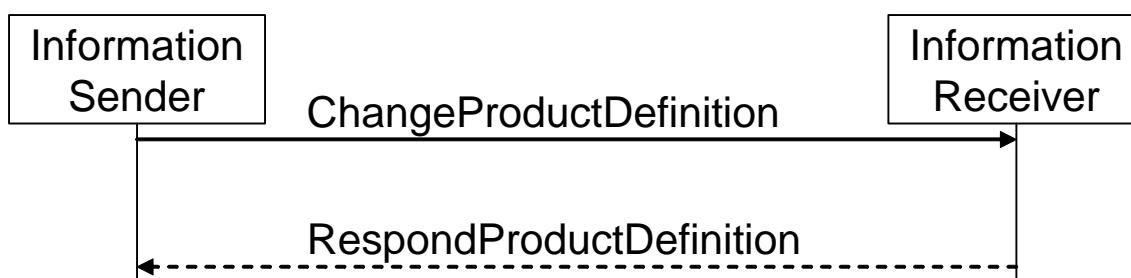 Information
Sender
Information
Receiver
ChangeProductDefinition
RespondProductDefinition